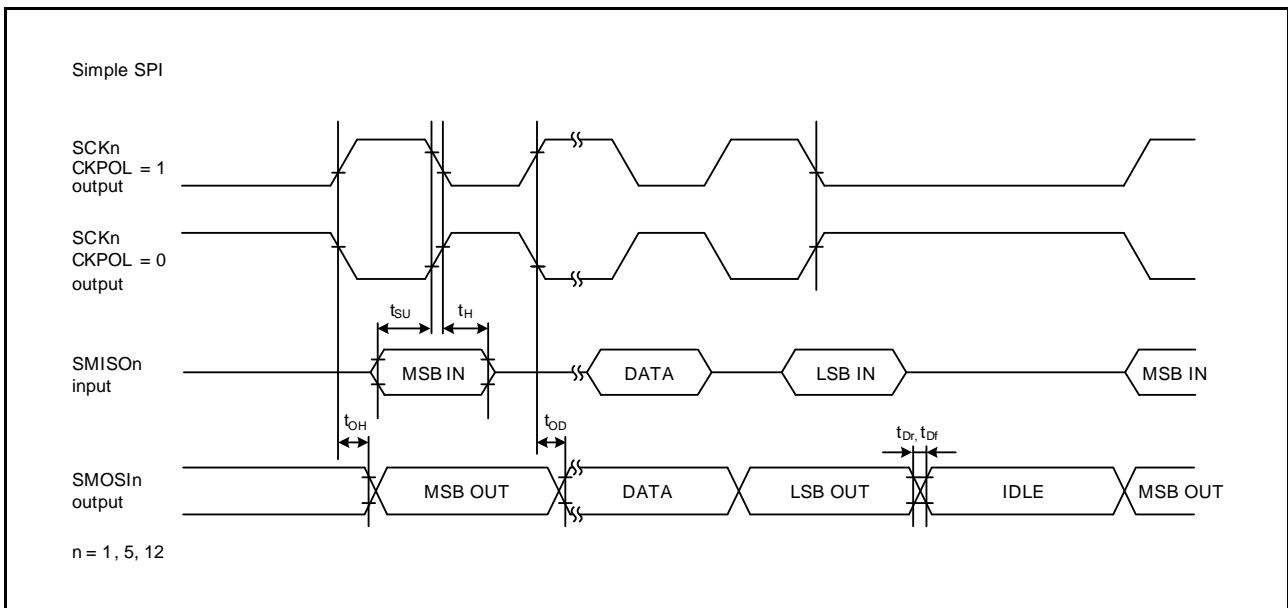 Simple SPI
SCKn
CKPOL = 1
output
SCKn
CKPOL = 0
output
tSU
tH
SMISOn
input
MSB IN
DATA
LSB IN
MSB IN
tOH
tOD
tDr, tDf
SMOSIn
output
MSB OUT
DATA
LSB OUT
IDLE
MSB OUT
n = 1, 5, 12